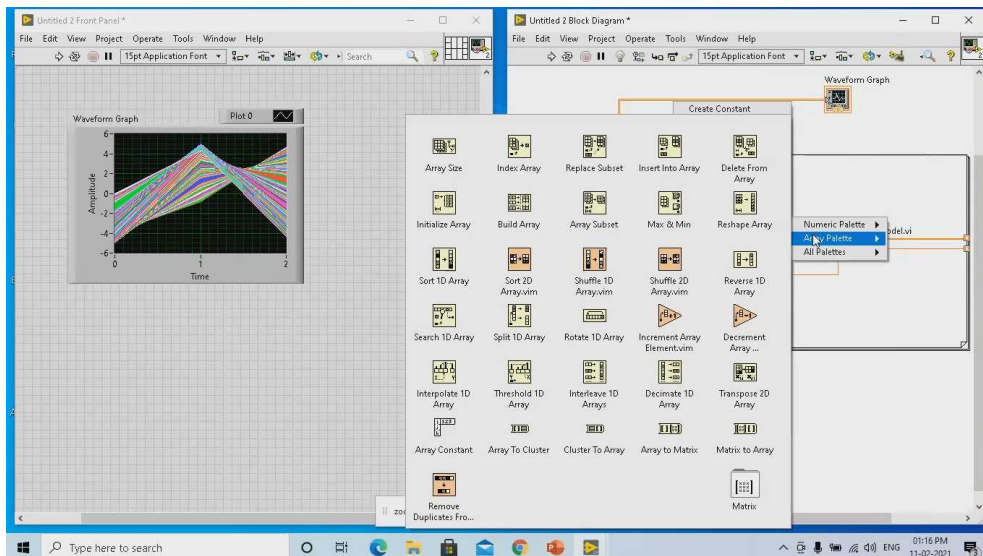 Untitled 2 Front Panel *
File Edit View Project Operate Tools Window Help
15pt Application Font
Search
2
Waveform Graph
Plot 0
Amplitude
6
4
2
0
-2
-4
-6
0 1 2
Time
Untitled 2 Block Diagram *
File Edit View Project Operate Tools Window Help
15pt Application Font
2
Waveform Graph
Create Constant
Array Size Index Array Replace Subset Insert Into Array Delete From Array
Initialize Array Build Array Array Subset Max & Min Reshape Array
Sort 1D Array Sort 2D Array.vim Shuffle 1D Array.vim Shuffle 2D Array.vim Reverse 1D Array
Search 1D Array Split 1D Array Rotate 1D Array Increment Array Element.vim Decrement Array ...
Interpolate 1D Array Threshold 1D Array Interleave 1D Arrays Decimate 1D Array Transpose 2D Array
Array Constant Array To Cluster Cluster To Array Array to Matrix Matrix to Array
Remove Duplicates Fro... Matrix
Numeric Palette
Array Palette
All Palettes
odel.vi
zo
Type here to search
ENG
01:16 PM
11-02-2021